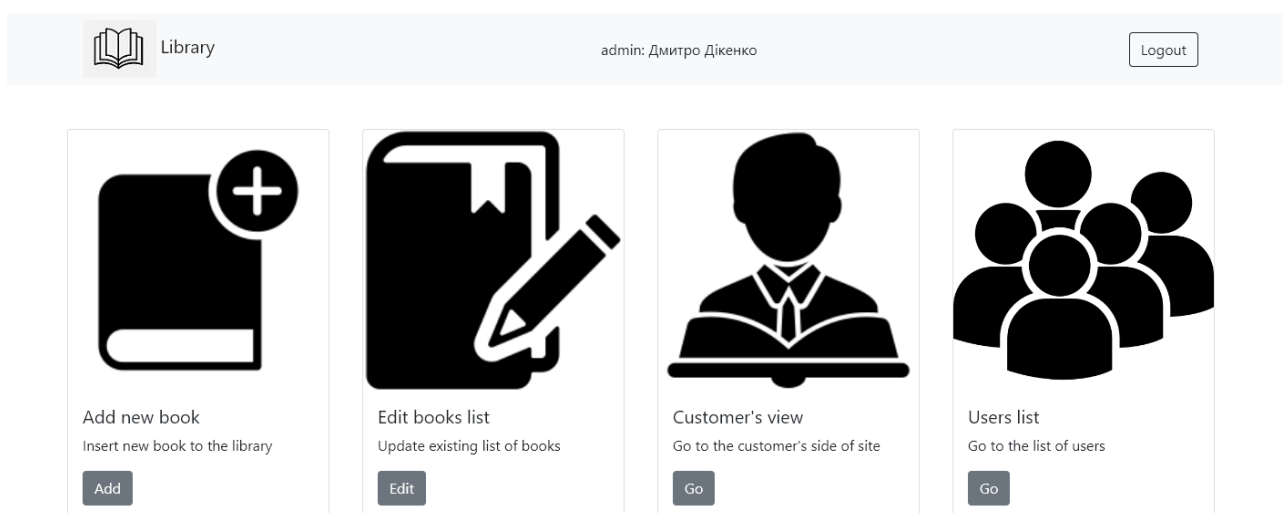 Library
admin: Дмитро Дікенко
Logout
Add new book
Insert new book to the library
Add
Edit books list
Update existing list of books
Edit
Customer's view
Go to the customer's side of site
Go
Users list
Go to the list of users
Go